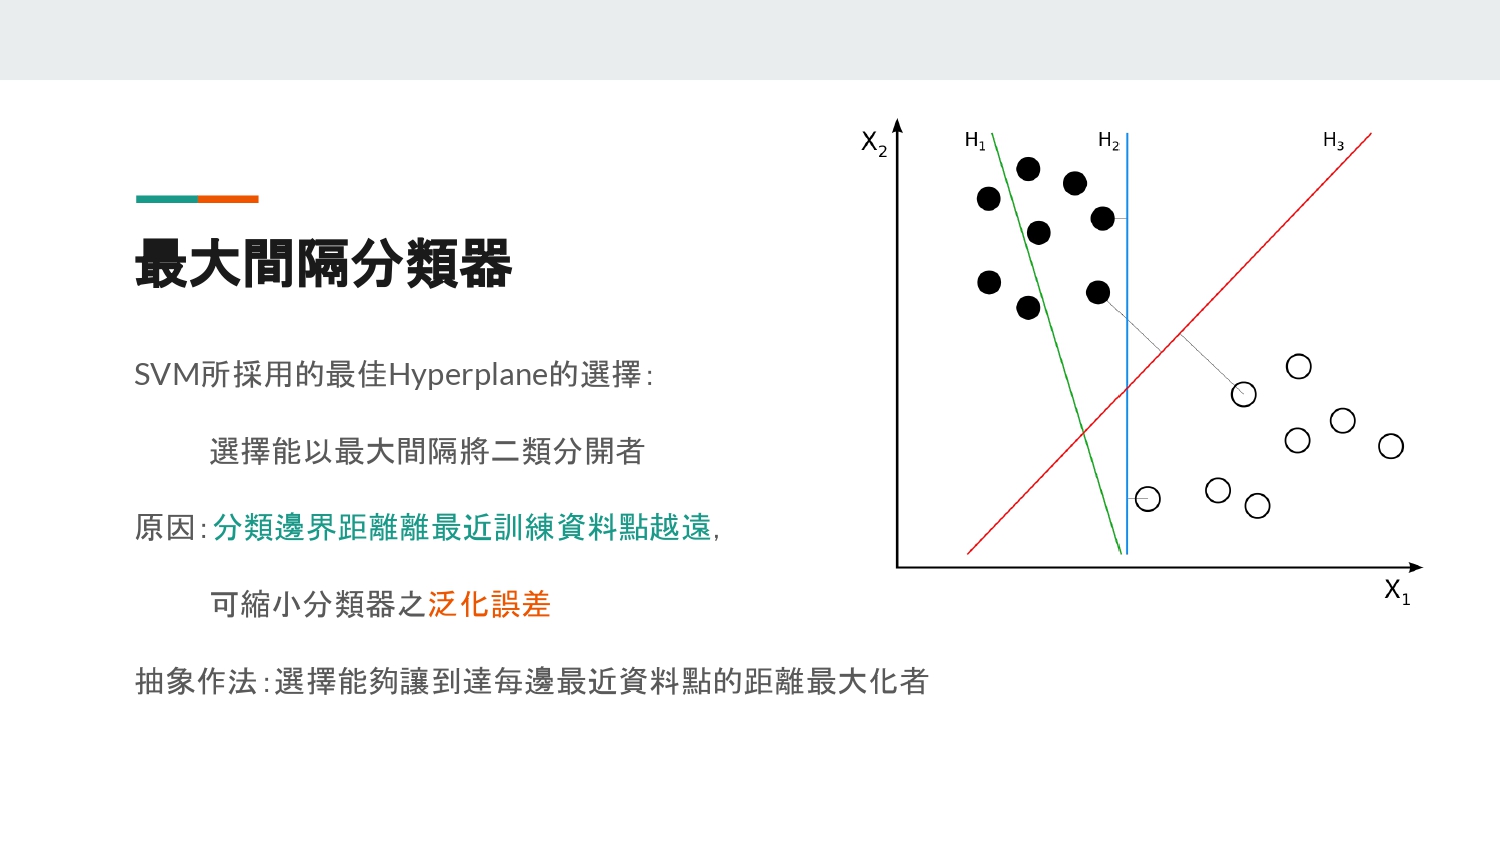 最大間隔分類器
SVM所採用的最佳Hyperplane的選擇：
選擇能以最大間隔將二類分開者
原因：分類邊界距離離最近訓練資料點越遠，
可縮小分類器之泛化誤差
抽象作法：選擇能夠讓到達每邊最近資料點的距離最大化者
X2
H1
H2
H3
X1